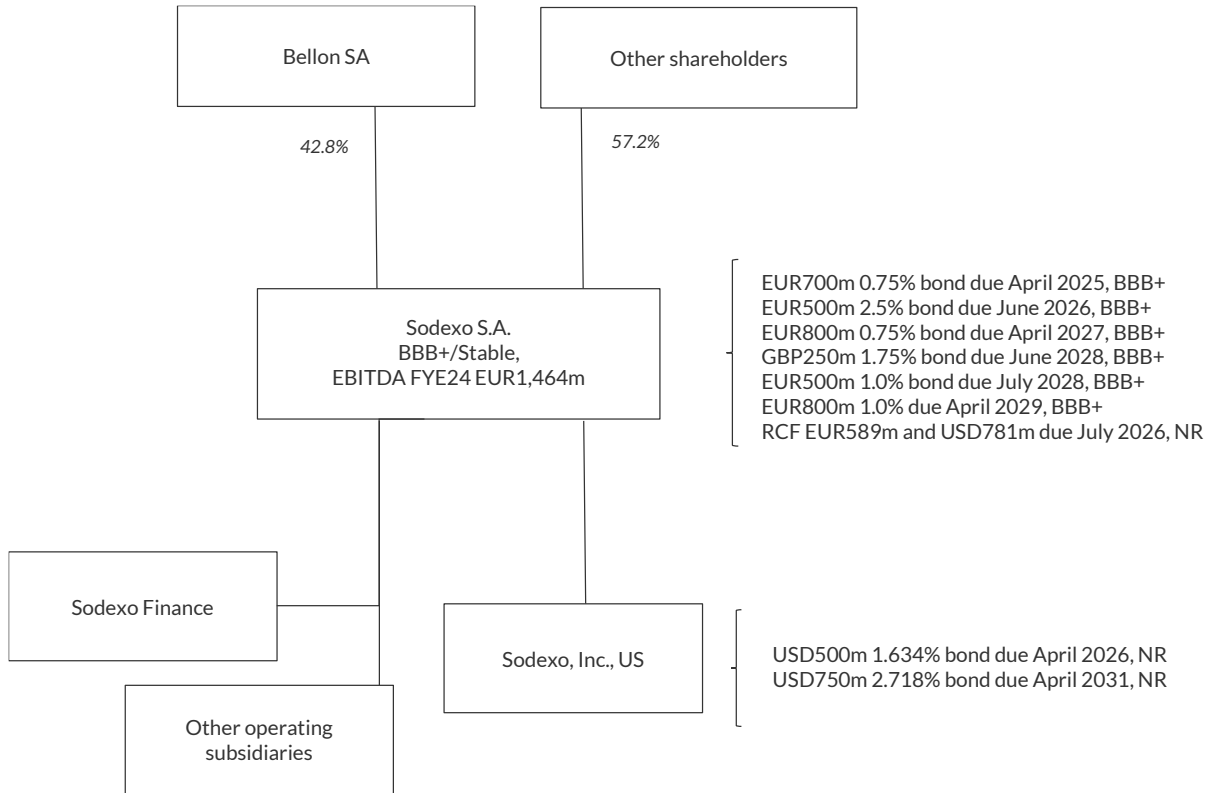 Bellon SA
Other shareholders
42.8%
57.2%
Sodexo S.A.
BBB+/Stable,
EBITDA FYE24 EUR1,464m
EUR700m 0.75% bond due April 2025, BBB+
EUR500m 2.5% bond due June 2026, BBB+
EUR800m 0.75% bond due April 2027, BBB+
GBP250m 1.75% bond due June 2028, BBB+
EUR500m 1.0% bond due July 2028, BBB+
EUR800m 1.0% due April 2029, BBB+
RCF EUR589m and USD781m due July 2026, NR
Sodexo Finance
Sodexo, Inc., US
USD500m 1.634% bond due April 2026, NR
USD750m 2.718% bond due April 2031, NR
Other operating
subsidiaries